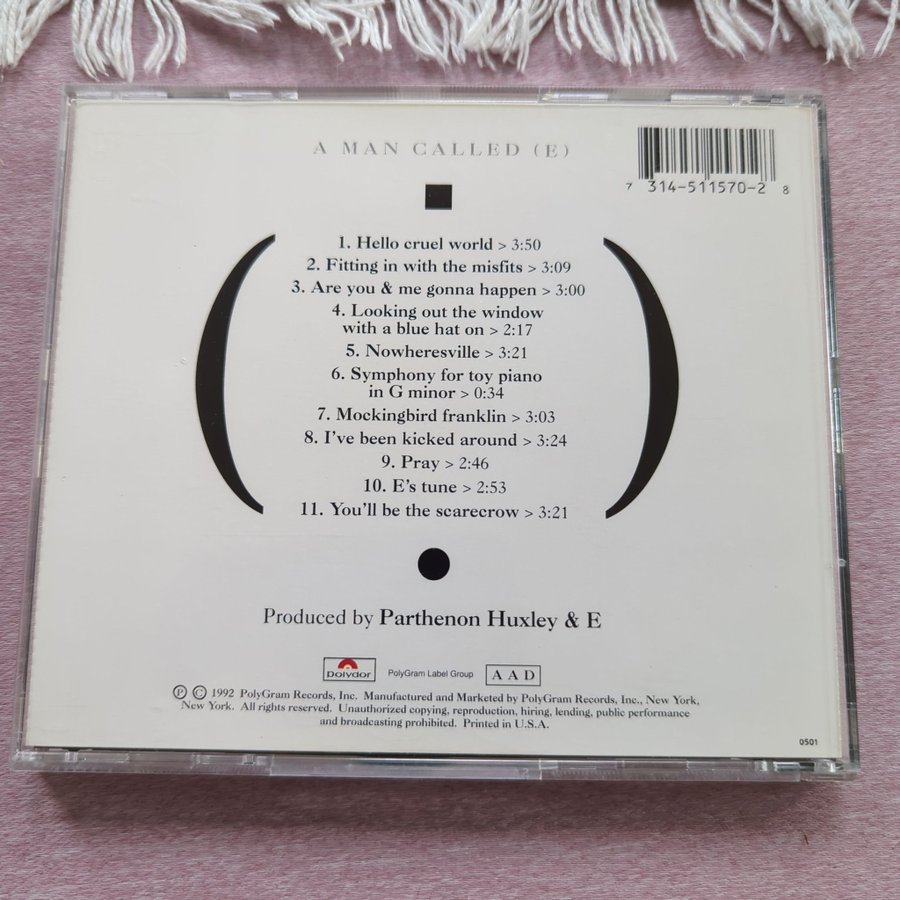 A MAN CALLED (E)
7 314-511570-2 8
1. Hello cruel world > 3:50
2. Fitting in with the misfits > 3:09
3. Are you & me gonna happen > 3:00
4. Looking out the window
with a blue hat on > 2:17
5. Nowheresville > 3:21
6. Symphony for toy piano
in G minor > 0:34
7. Mockingbird franklin > 3:03
8. I've been kicked around > 3:24
9. Pray > 2:46
10. E's tune > 2:53
11. You'll be the scarecrow > 3:21
Produced by Parthenon Huxley & E
Polydor PolyGram Label Group AAD
℗ © 1992 PolyGram Records, Inc. Manufactured and Marketed by PolyGram Records, Inc., New York,
New York. All rights reserved. Unauthorized copying, reproduction, hiring, lending, public performance
and broadcasting prohibited. Printed in U.S.A.
0501